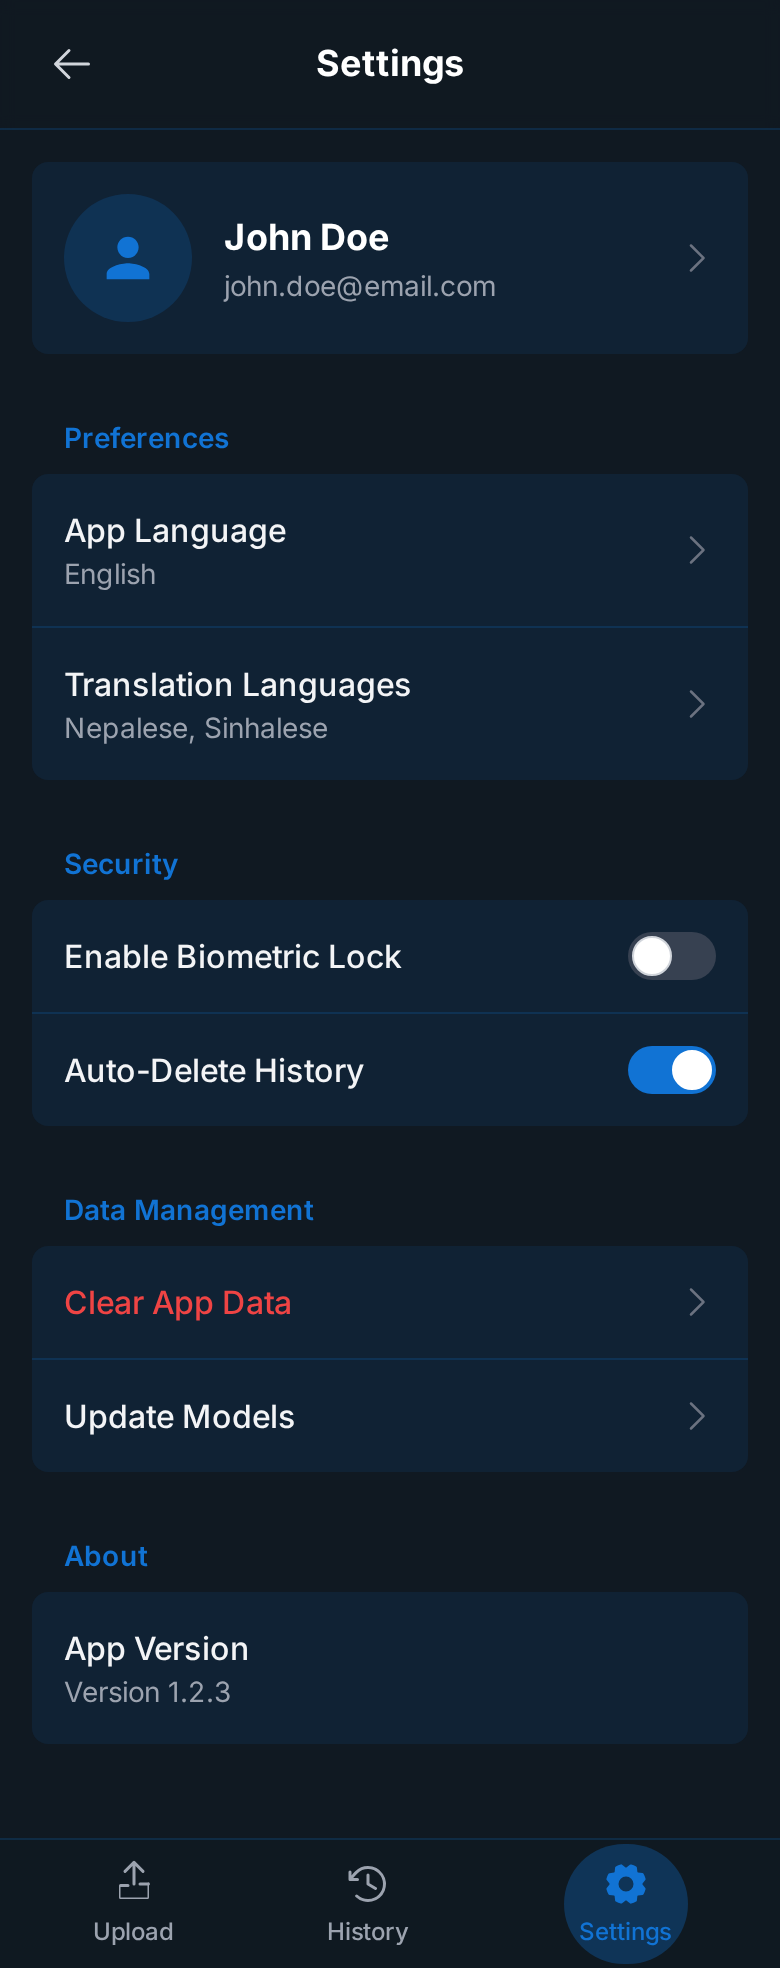 Settings
John Doe
john.doe@email.com
Preferences
App Language
English
Translation Languages
Nepalese, Sinhalese
Security
Enable Biometric Lock
Auto-Delete History
Data Management
Clear App Data
Update Models
About
App Version
Version 1.2.3
Upload
History
Settings